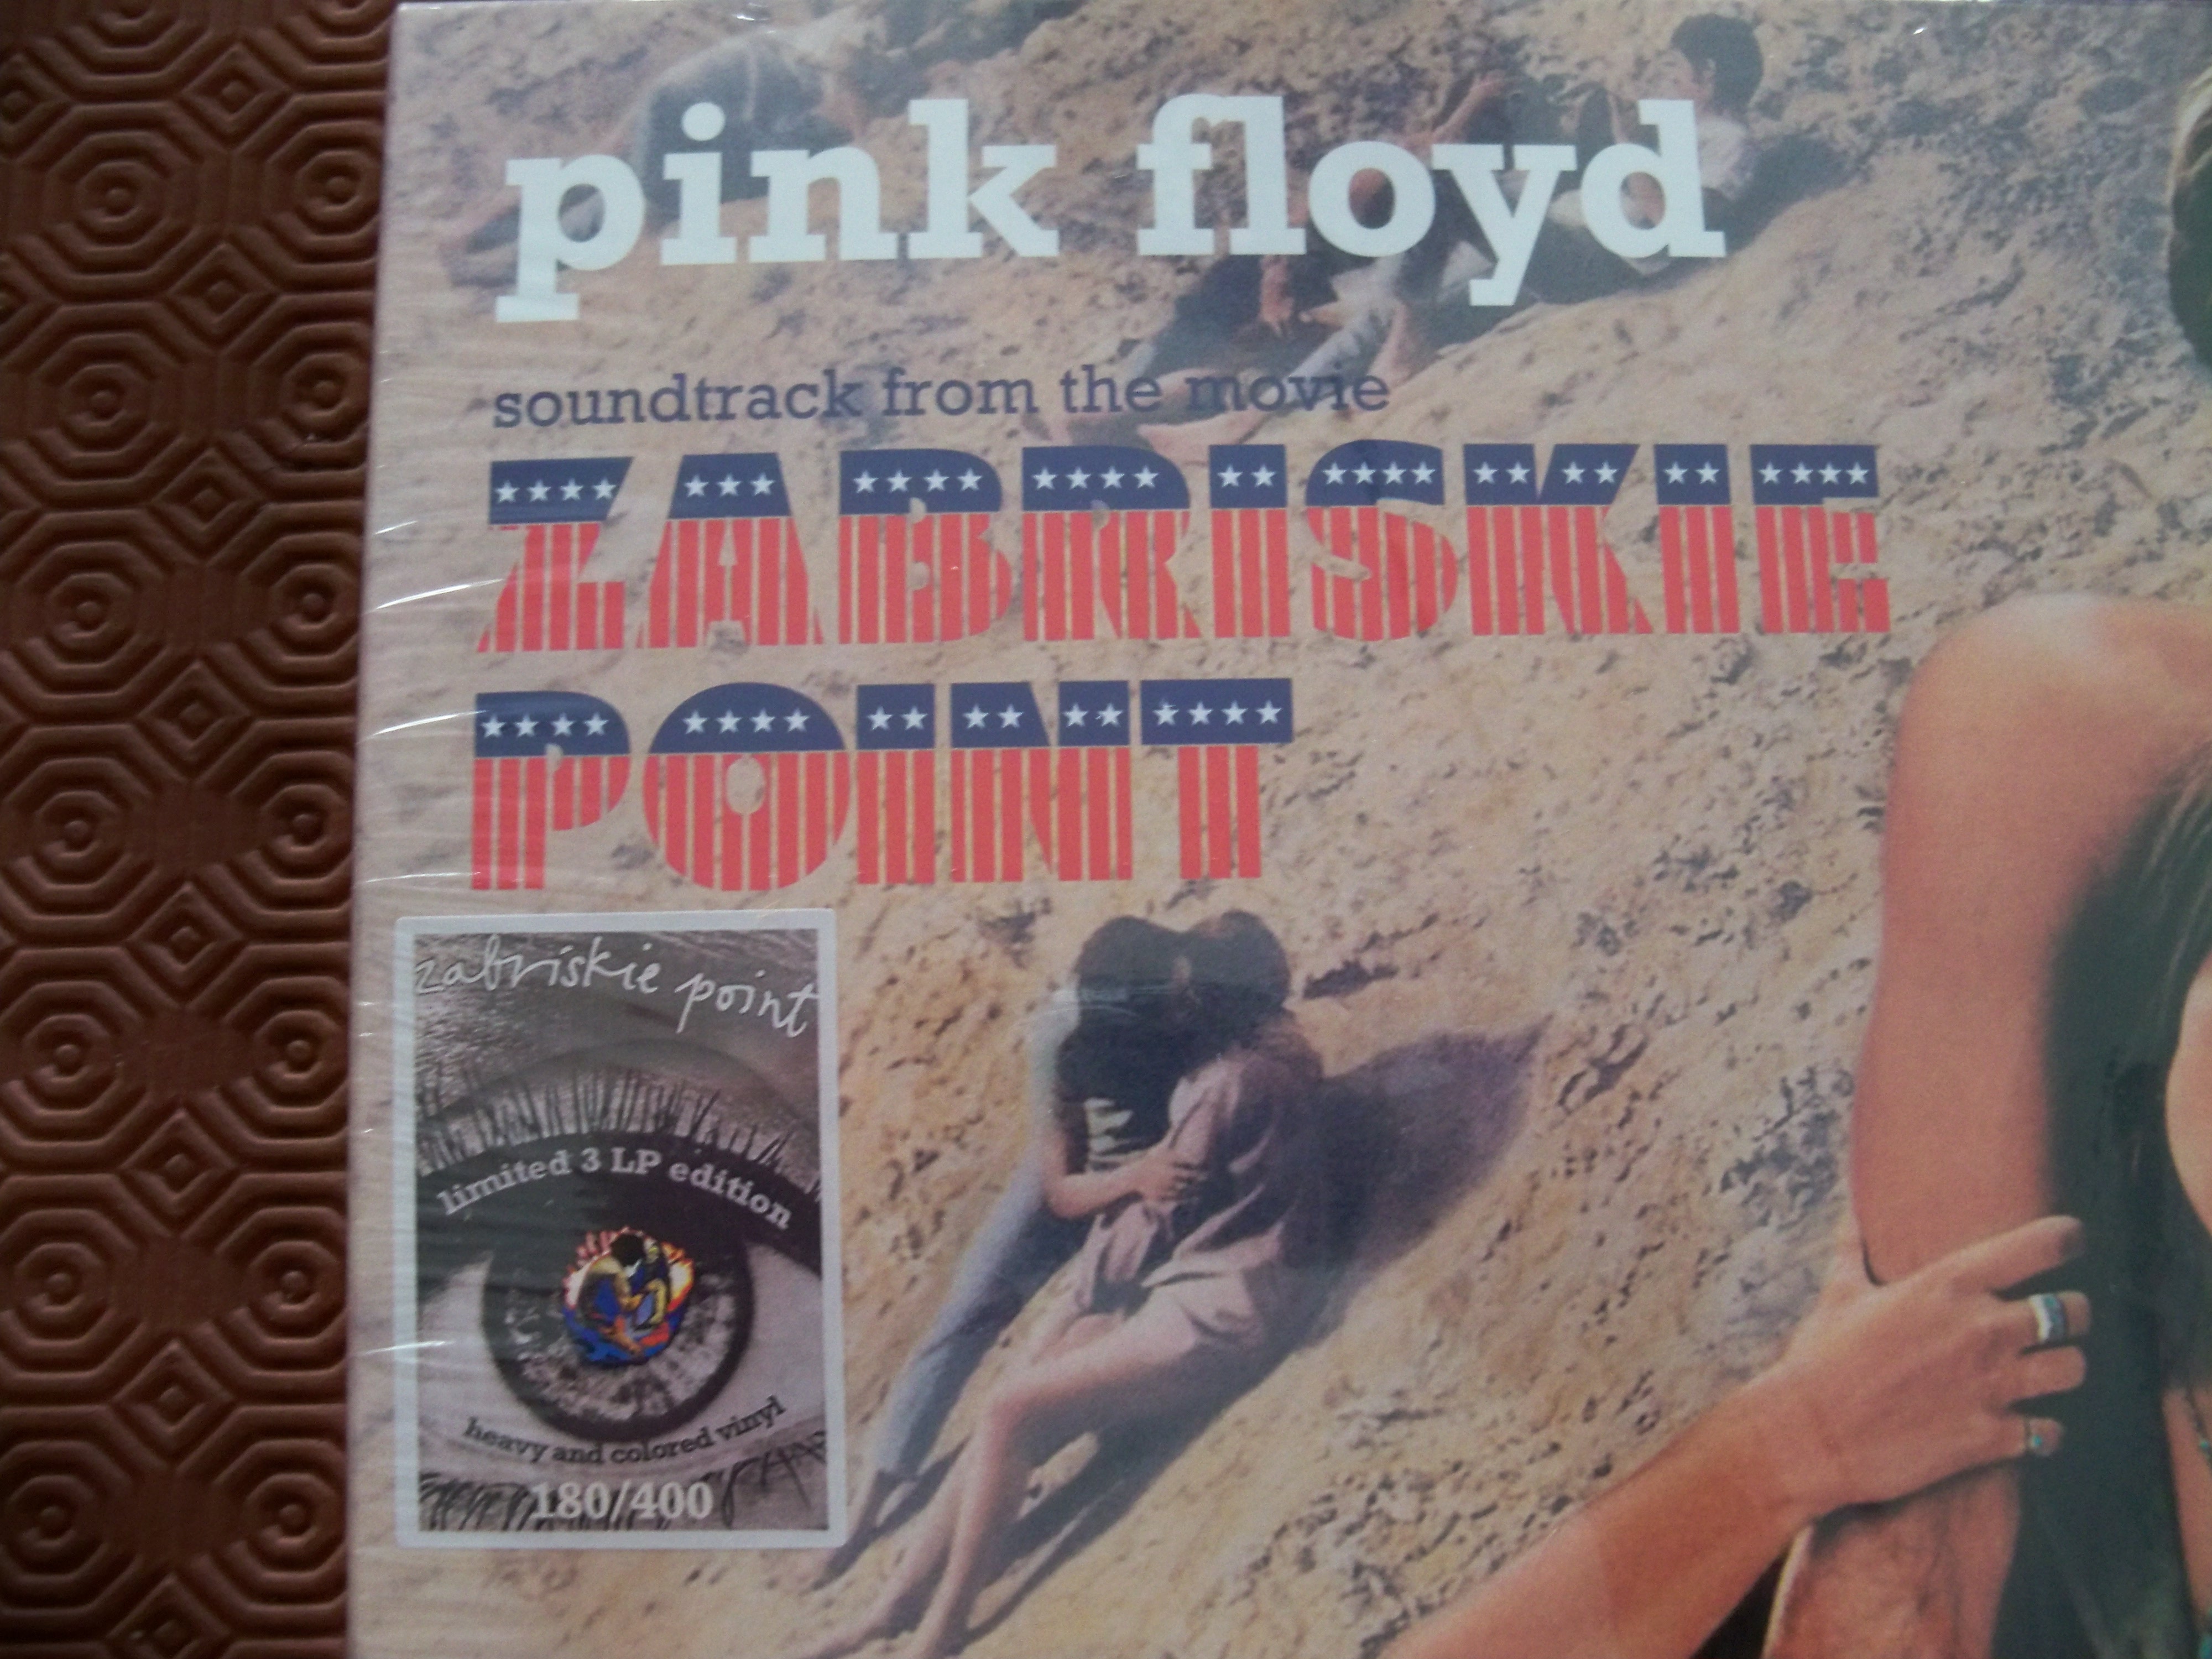 pink floyd
soundtrack from the movie
ZABRISKIE
POINT
zabriskie point
limited 3 LP edition
heavy and colored vinyl
180/400